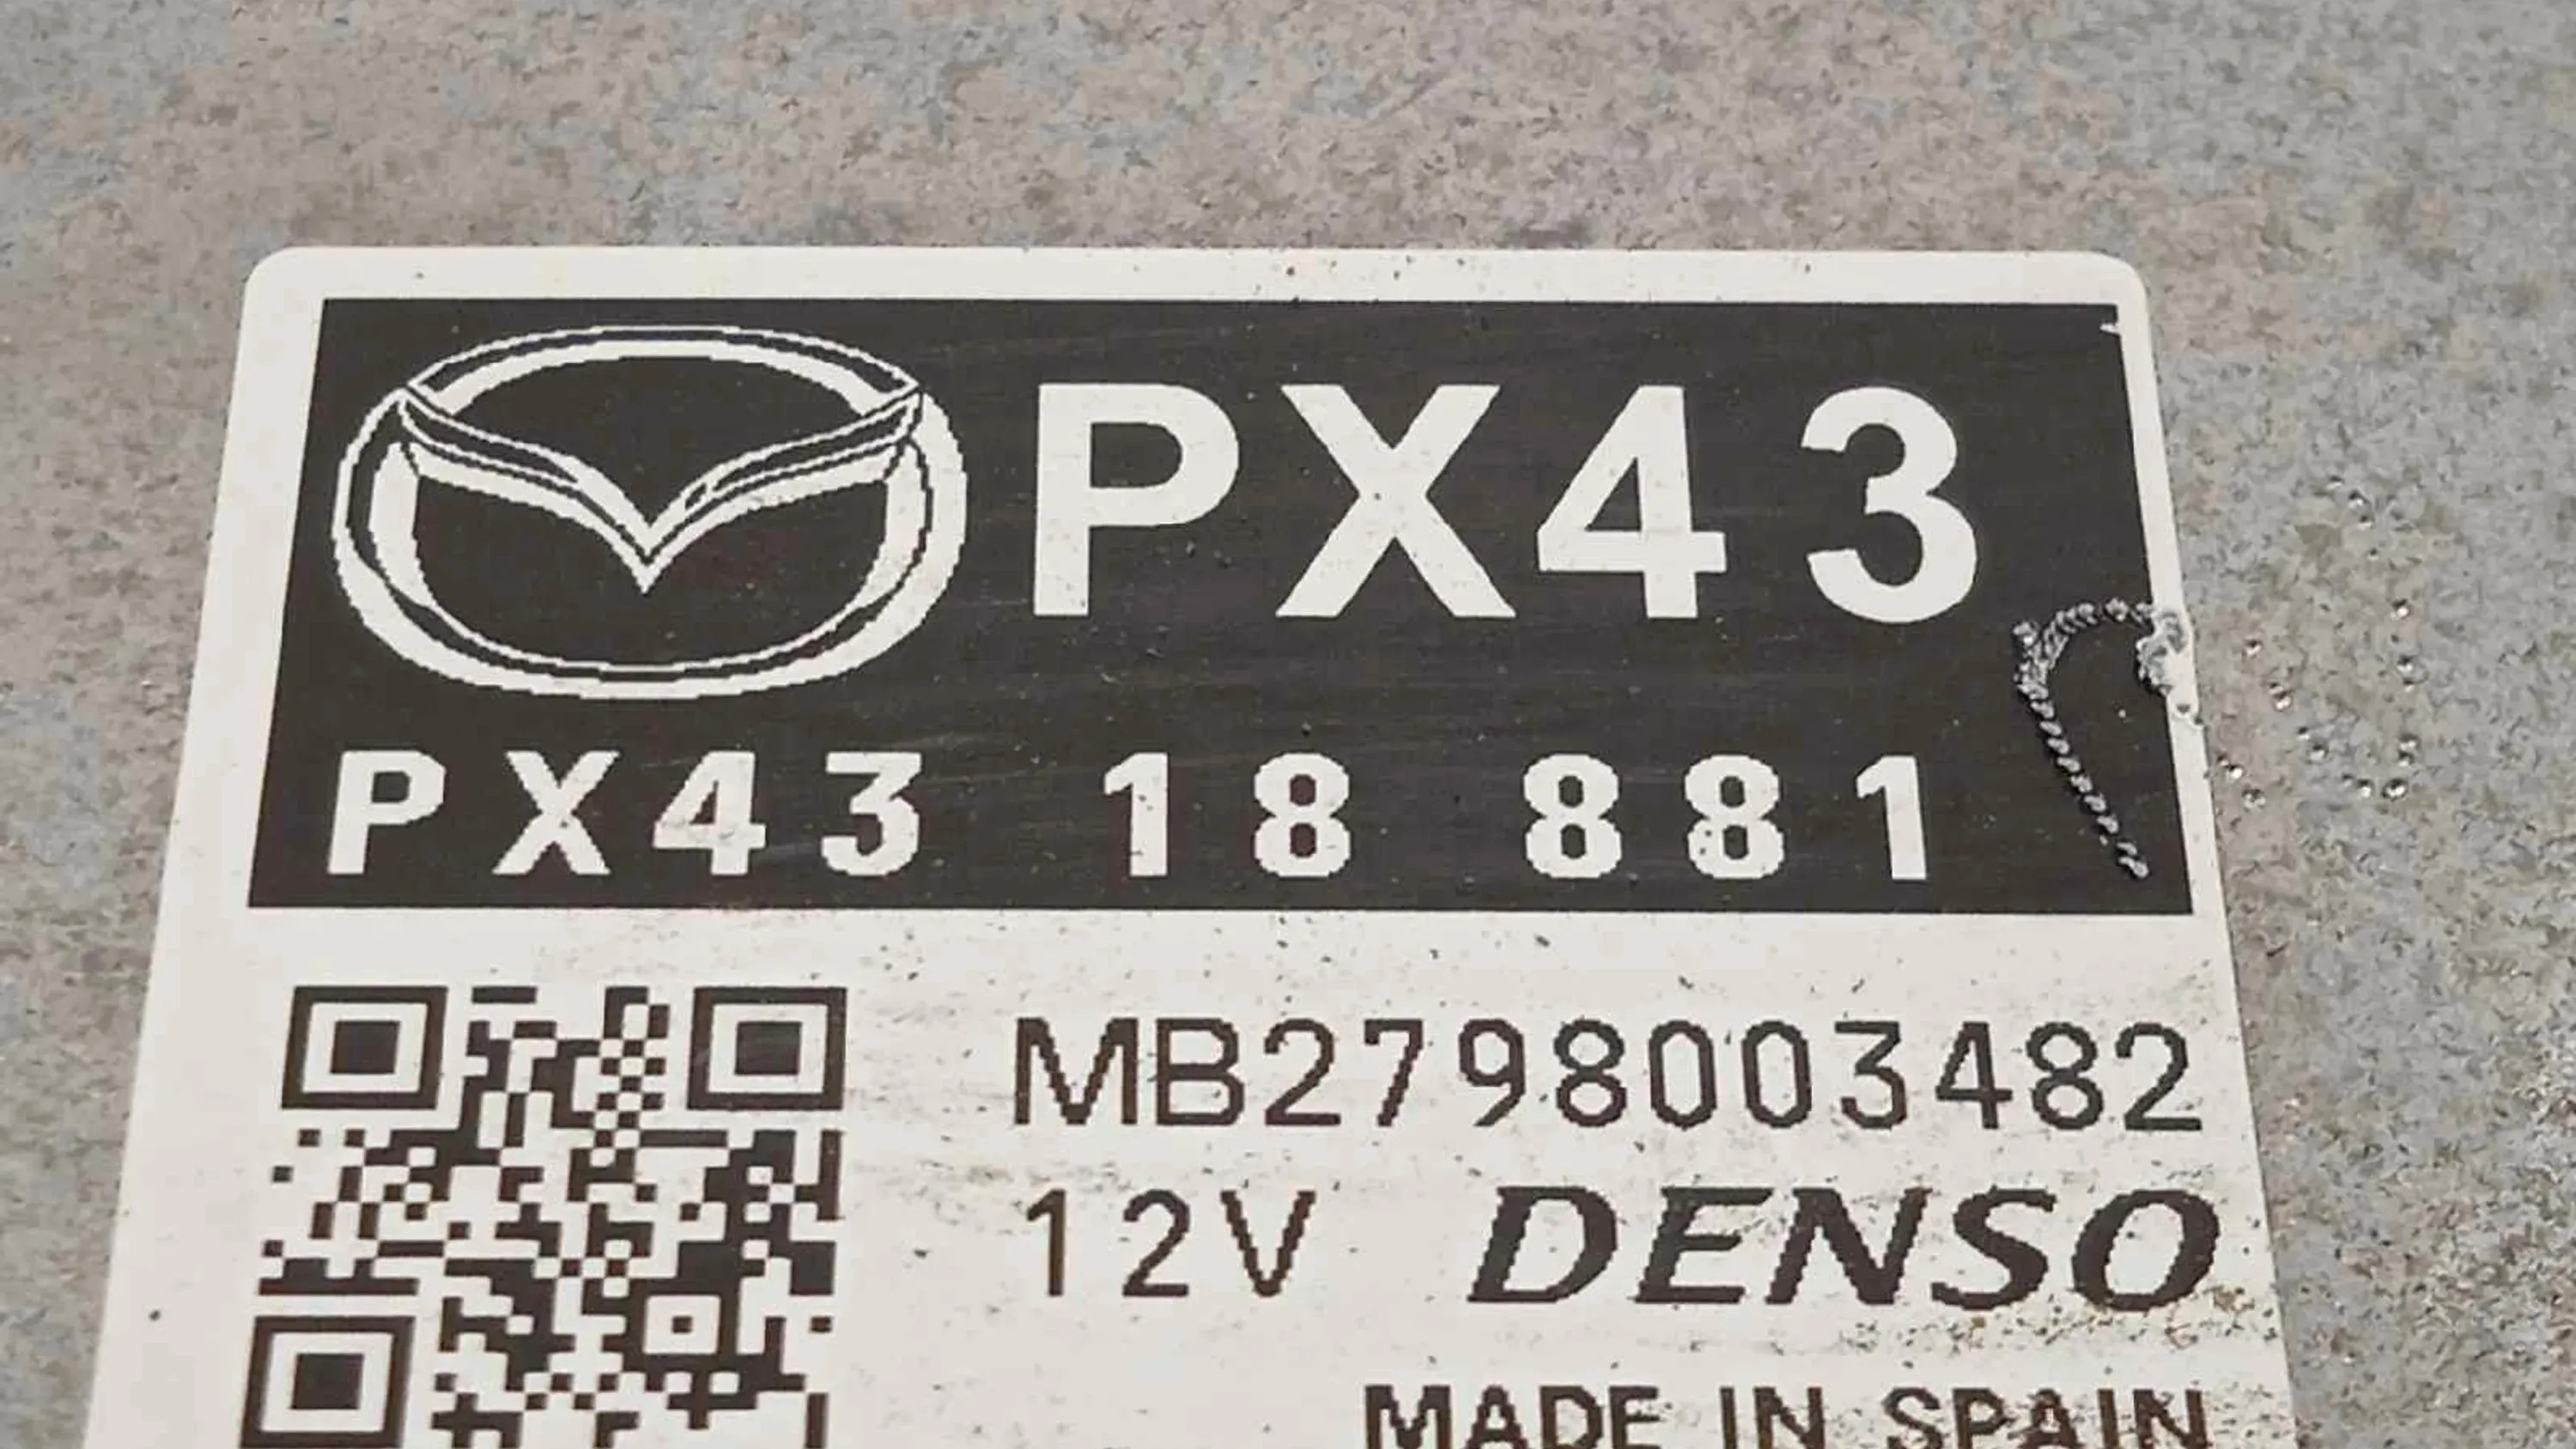 PX43
PX43 18 881
MB2798003482
12V DENSO
MADE IN SPAIN